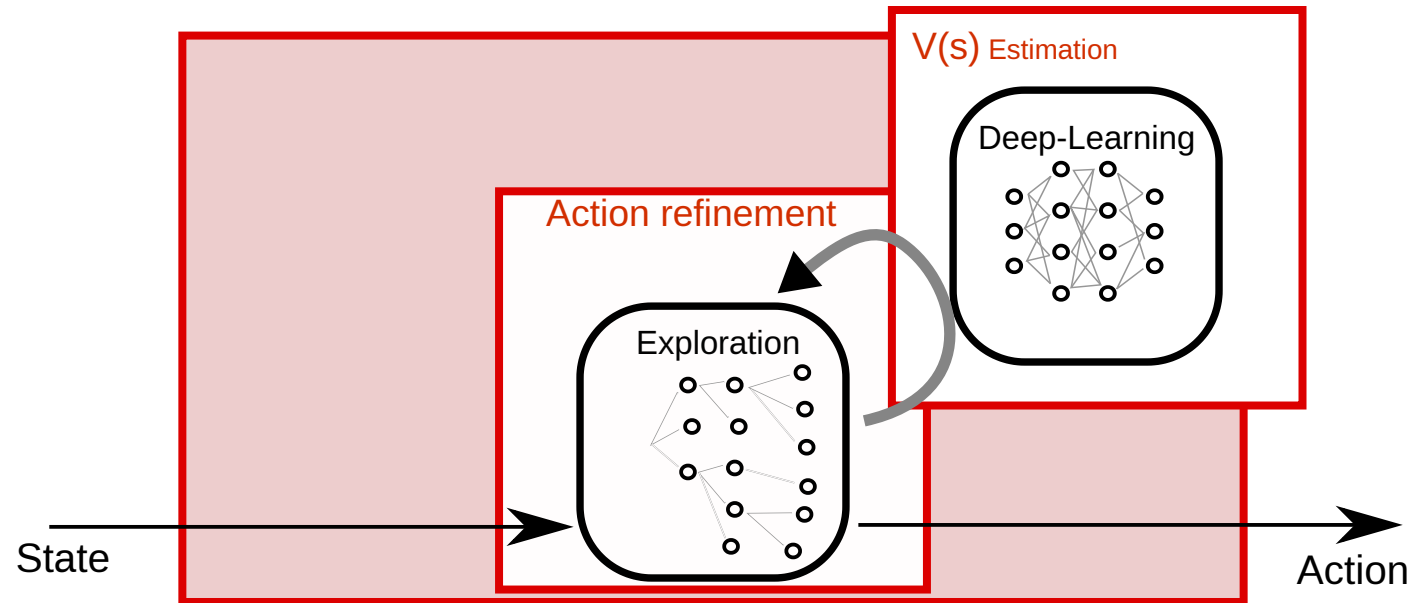 V(s) Estimation
Deep-Learning
Action refinement
Exploration
State
Action